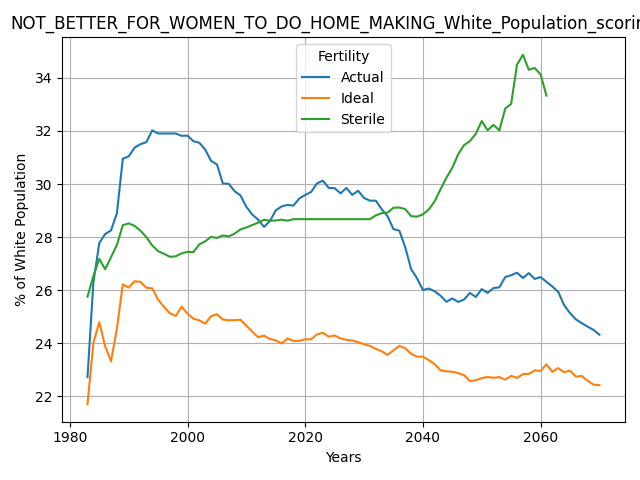 NOT_BETTER_FOR_WOMEN_TO_DO_HOME_MAKING_White_Population_scorin
Fertility
Actual
Ideal
Sterile
% of White Population
34
32
30
28
26
24
22
1980
2000
2020
2040
2060
Years